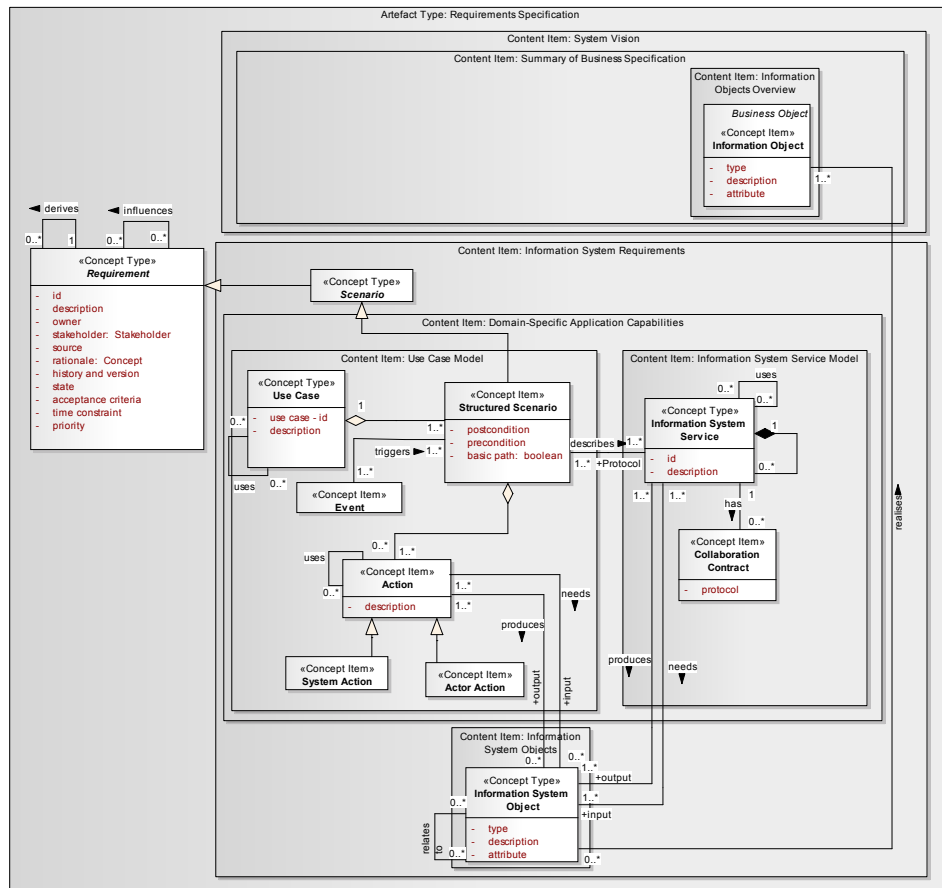 Artefact Type: Requirements Specification
Content Item: System Vision
Content Item: Summary of Business Specification
Content Item: Information
Objects Overview
Business Object
«Concept Item»
Information Object
- type
- description
- attribute
1..*
derives
influences
0..*
1
0..*
0..*
«Concept Type»
Requirement
- id
- description
- owner
- stakeholder: Stakeholder
- source
- rationale: Concept
- history and version
- state
- acceptance criteria
- time constraint
- priority
Content Item: Information System Requirements
«Concept Type»
Scenario
Content Item: Domain-Specific Application Capabilities
Content Item: Use Case Model
«Concept Type»
Use Case
- use case - id
- description
0..*
uses
0..*
1
1..*
«Concept Item»
Structured Scenario
- postcondition
- precondition
- basic path: boolean
triggers
1..*
1..*
«Concept Item»
Event
describes
1..*
1..*
+Protocol
0..*
1..*
uses
0..*
«Concept Item»
Action
- description
1..*
1..*
needs
produces
+output
+input
«Concept Item»
System Action
«Concept Item»
Actor Action
Content Item: Information System Service Model
uses
0..*
0..*
«Concept Type»
Information System
Service
- id
- description
1
0..*
1..*
1..*
1
has
0..*
«Concept Item»
Collaboration
Contract
- protocol
produces
needs
realises
Content Item: Information
System Objects
0..*
0..*
1..*
+output
«Concept Type»
Information System
Object
- type
- description
- attribute
1..*
+input
0..*
relates
to
0..*
0..*